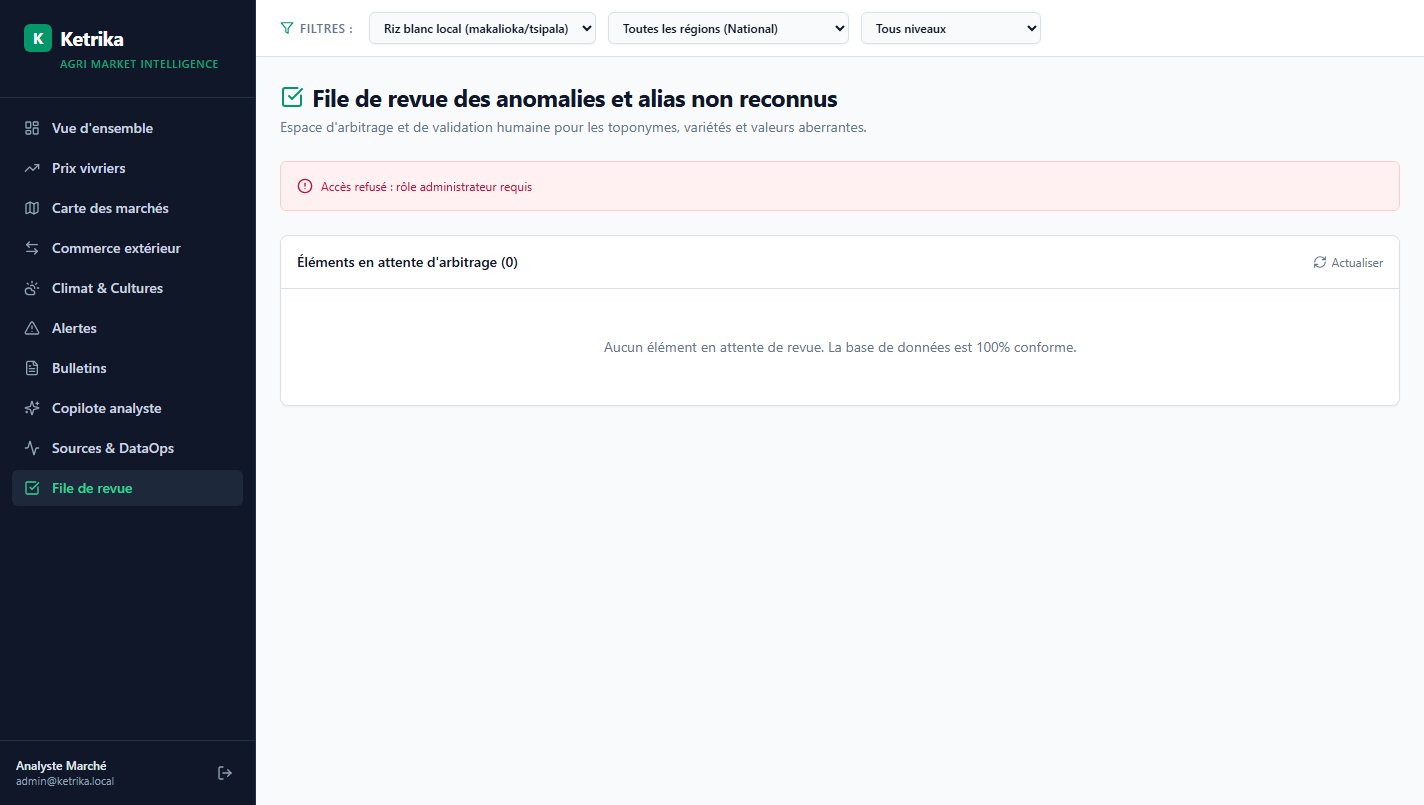 K Ketrika
AGRI MARKET INTELLIGENCE
Vue d'ensemble
Prix vivriers
Carte des marchés
Commerce extérieur
Climat & Cultures
Alertes
Bulletins
Copilote analyste
Sources & DataOps
File de revue
Analyste Marché
admin@ketrika.local
FILTRES :
Riz blanc local (makalioka/tsipala)
Toutes les régions (National)
Tous niveaux
File de revue des anomalies et alias non reconnus
Espace d'arbitrage et de validation humaine pour les toponymes, variétés et valeurs aberrantes.
Accès refusé : rôle administrateur requis
Éléments en attente d'arbitrage (0)
Actualiser
Aucun élément en attente de revue. La base de données est 100% conforme.